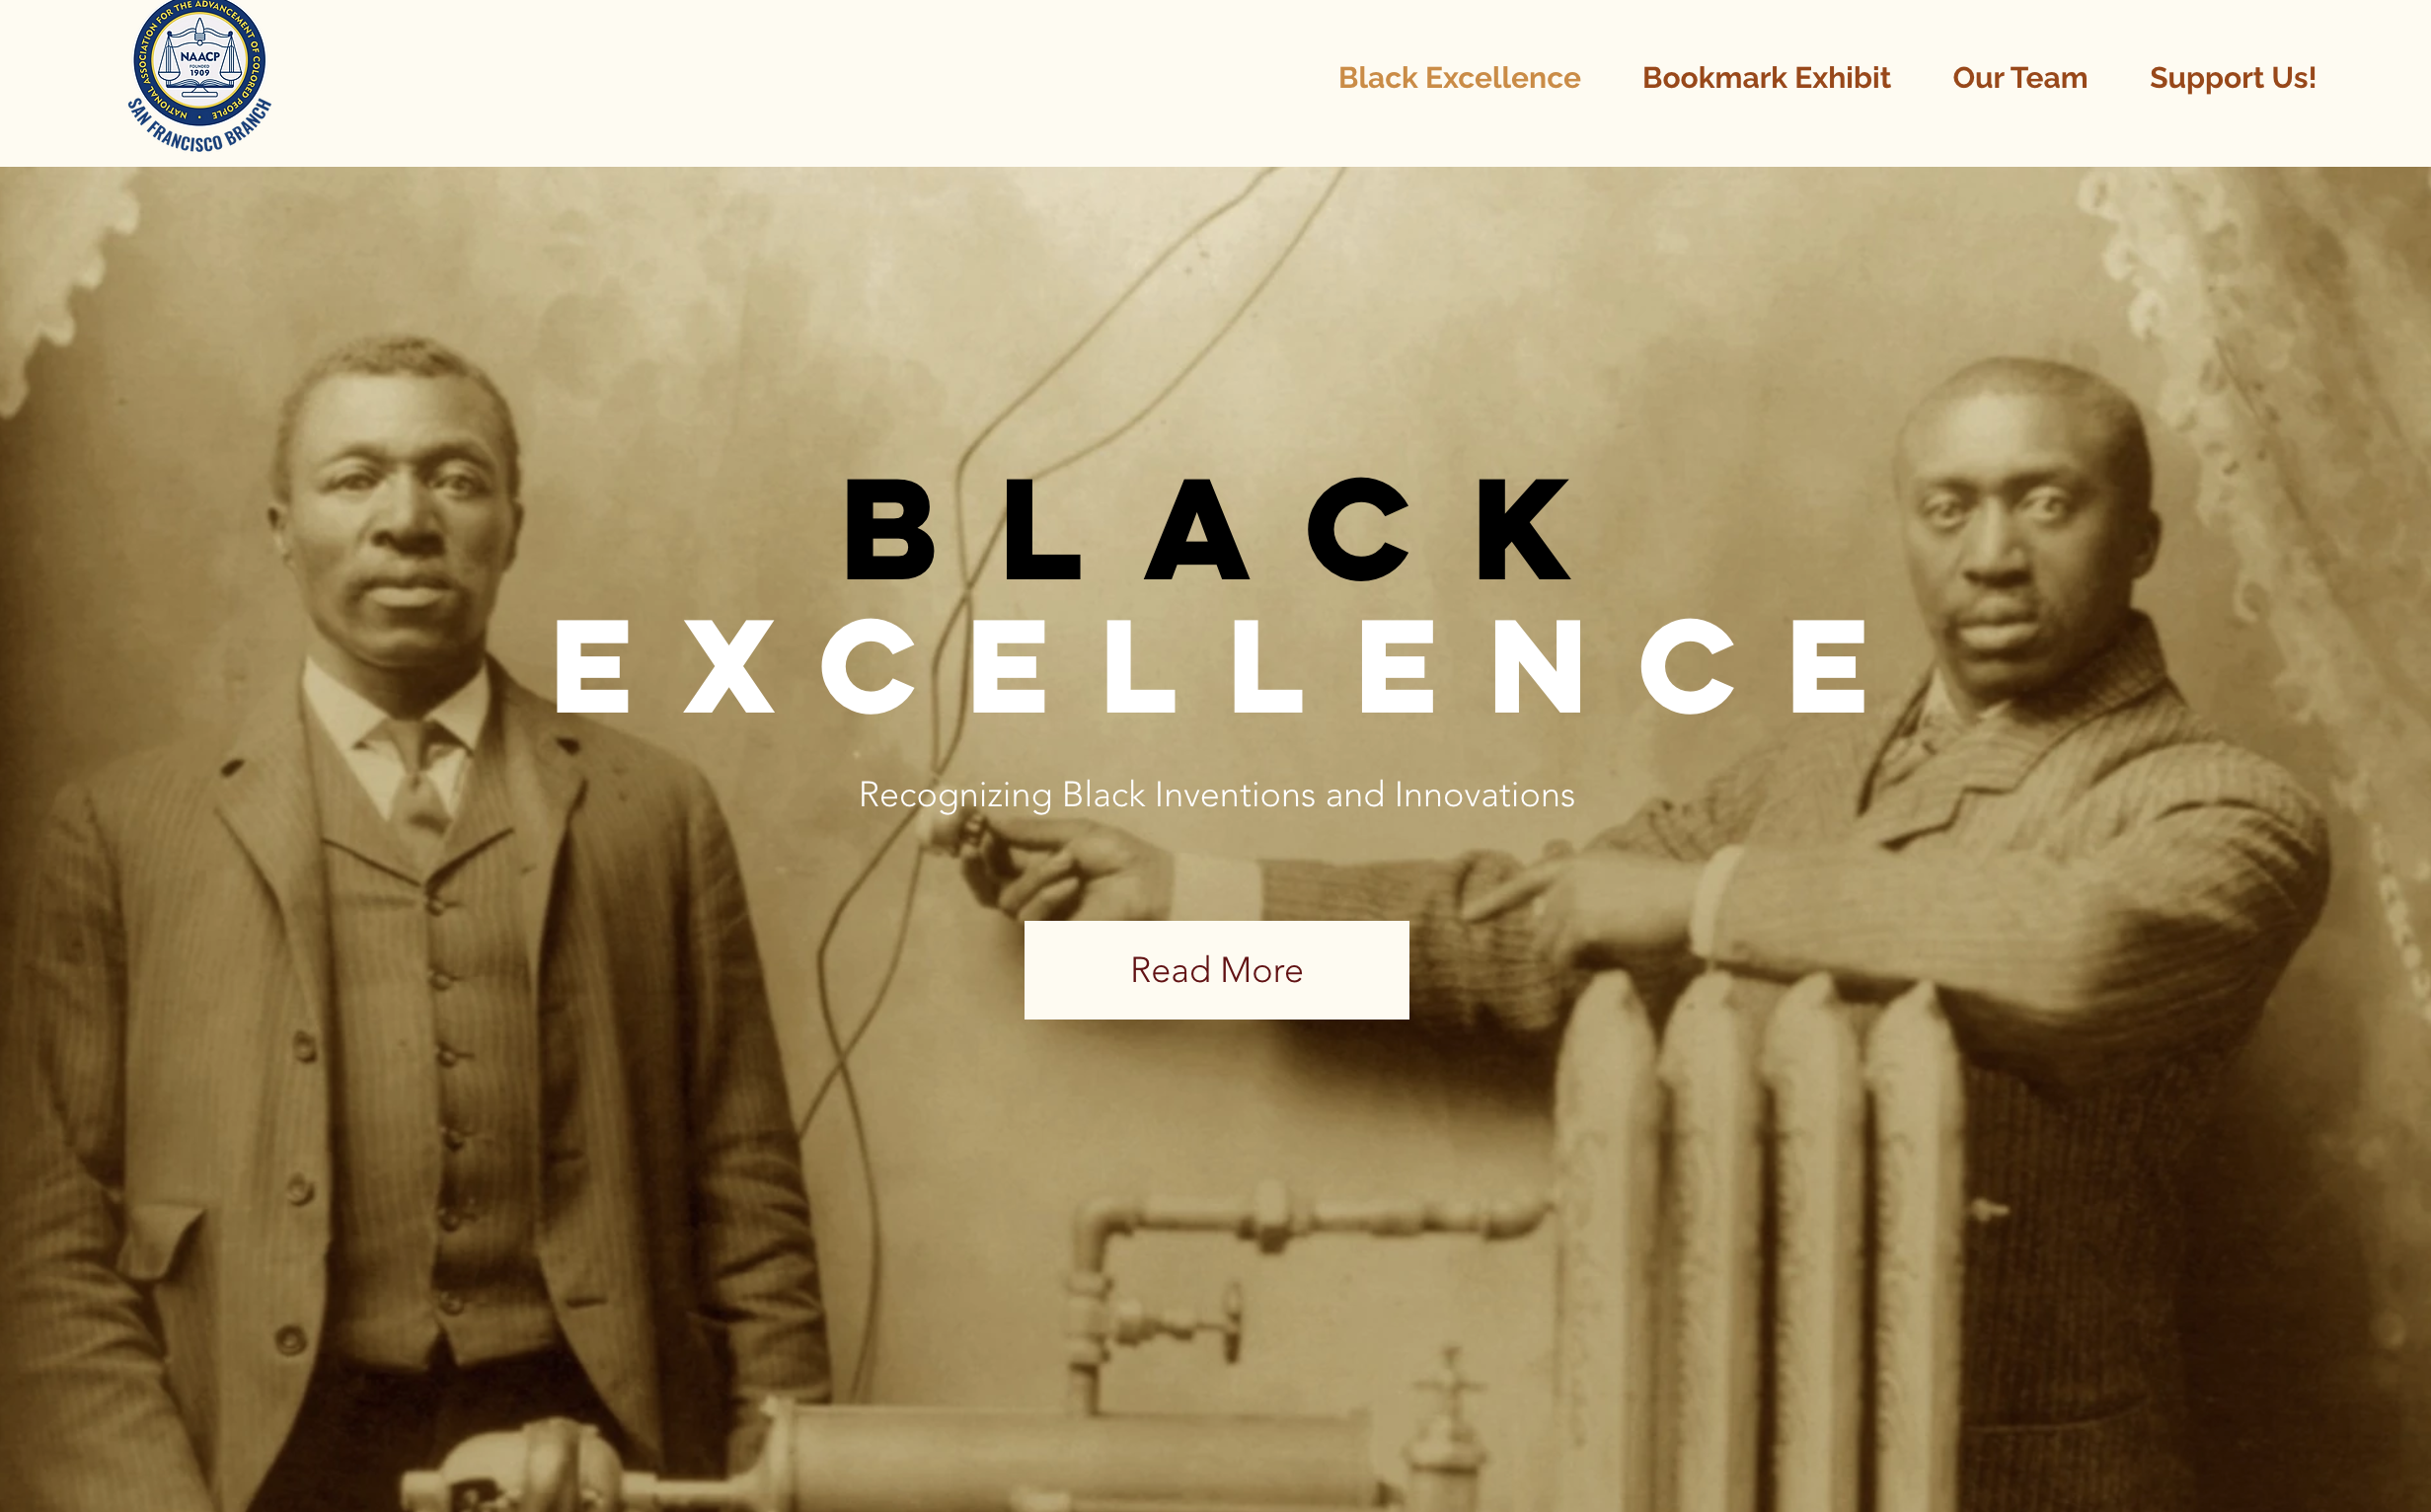 NATIONAL ASSOCIATION FOR THE ADVANCEMENT OF COLORED PEOPLE
NAACP
FOUNDED
1909
SAN FRANCISCO BRANCH
Black Excellence
Bookmark Exhibit
Our Team
Support Us!
BLACK
EXCELLENCE
Recognizing Black Inventions and Innovations
Read More